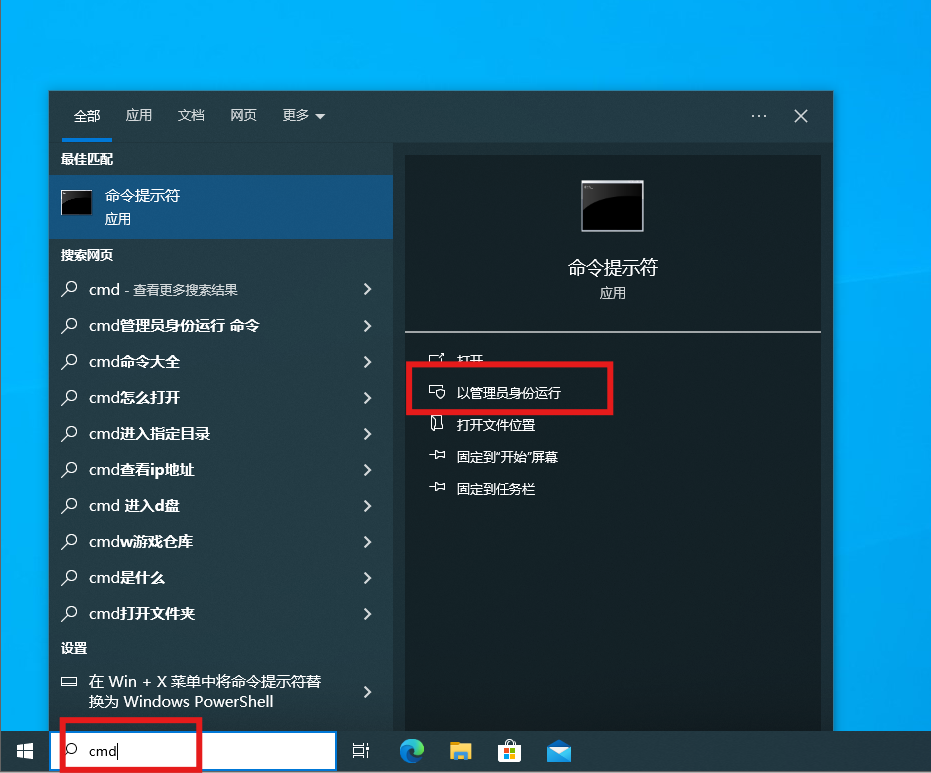 全部 应用 文档 网页 更多
最佳匹配
命令提示符
应用
搜索网页
cmd - 查看更多搜索结果
cmd管理员身份运行 命令
cmd命令大全
cmd怎么打开
cmd进入指定目录
cmd查看ip地址
cmd 进入d盘
cmdw游戏仓库
cmd是什么
cmd打开文件夹
设置
在 Win + X 菜单中将命令提示符替
换为 Windows PowerShell
命令提示符
应用
打开
以管理员身份运行
打开文件位置
固定到"开始"屏幕
固定到任务栏
cmd